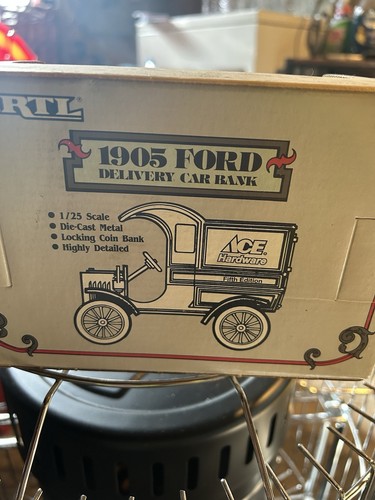 RTL®
1905 FORD
DELIVERY CAR BANK
● 1/25 Scale
● Die-Cast Metal
● Locking Coin Bank
● Highly Detailed
ACE
Hardware
Fifth Edition